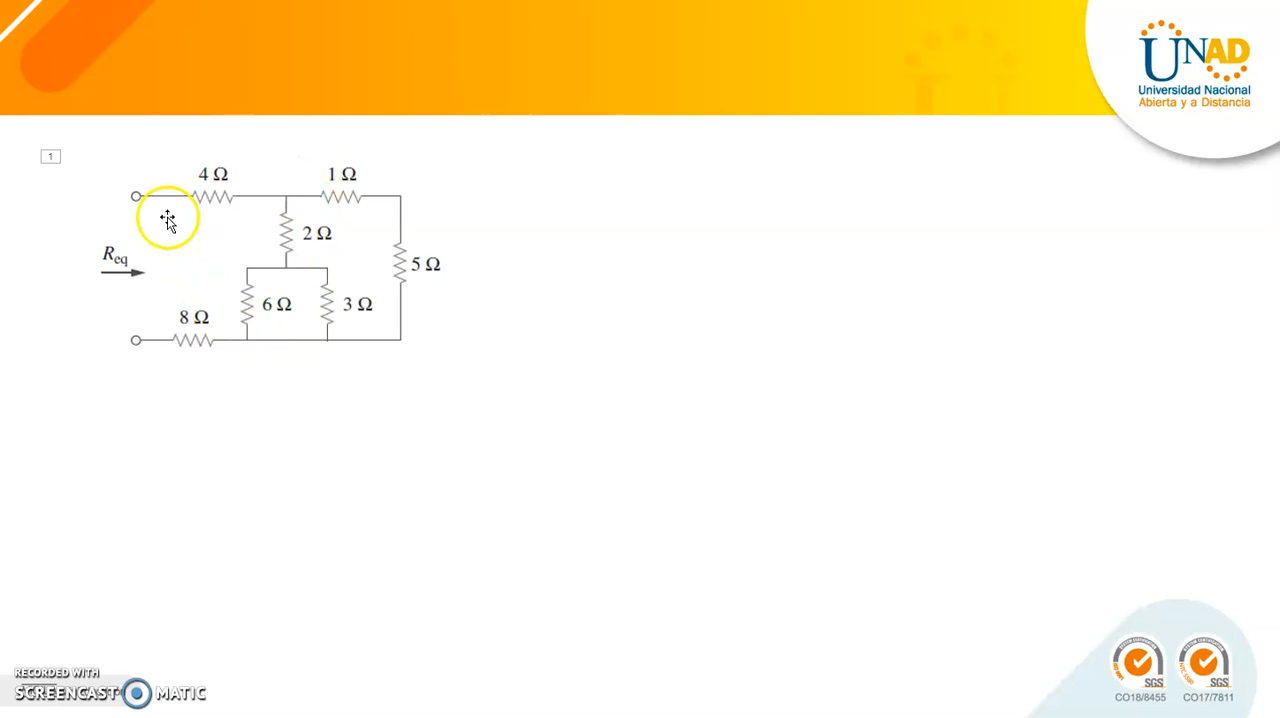 UNAD
Universidad Nacional
Abierta y a Distancia
1
4 Ω
1 Ω
2 Ω
Req
5 Ω
6 Ω
3 Ω
8 Ω
RECORDED WITH
SCREENCAST MATIC
SGS
SGS
CO18/8455
CO17/7811